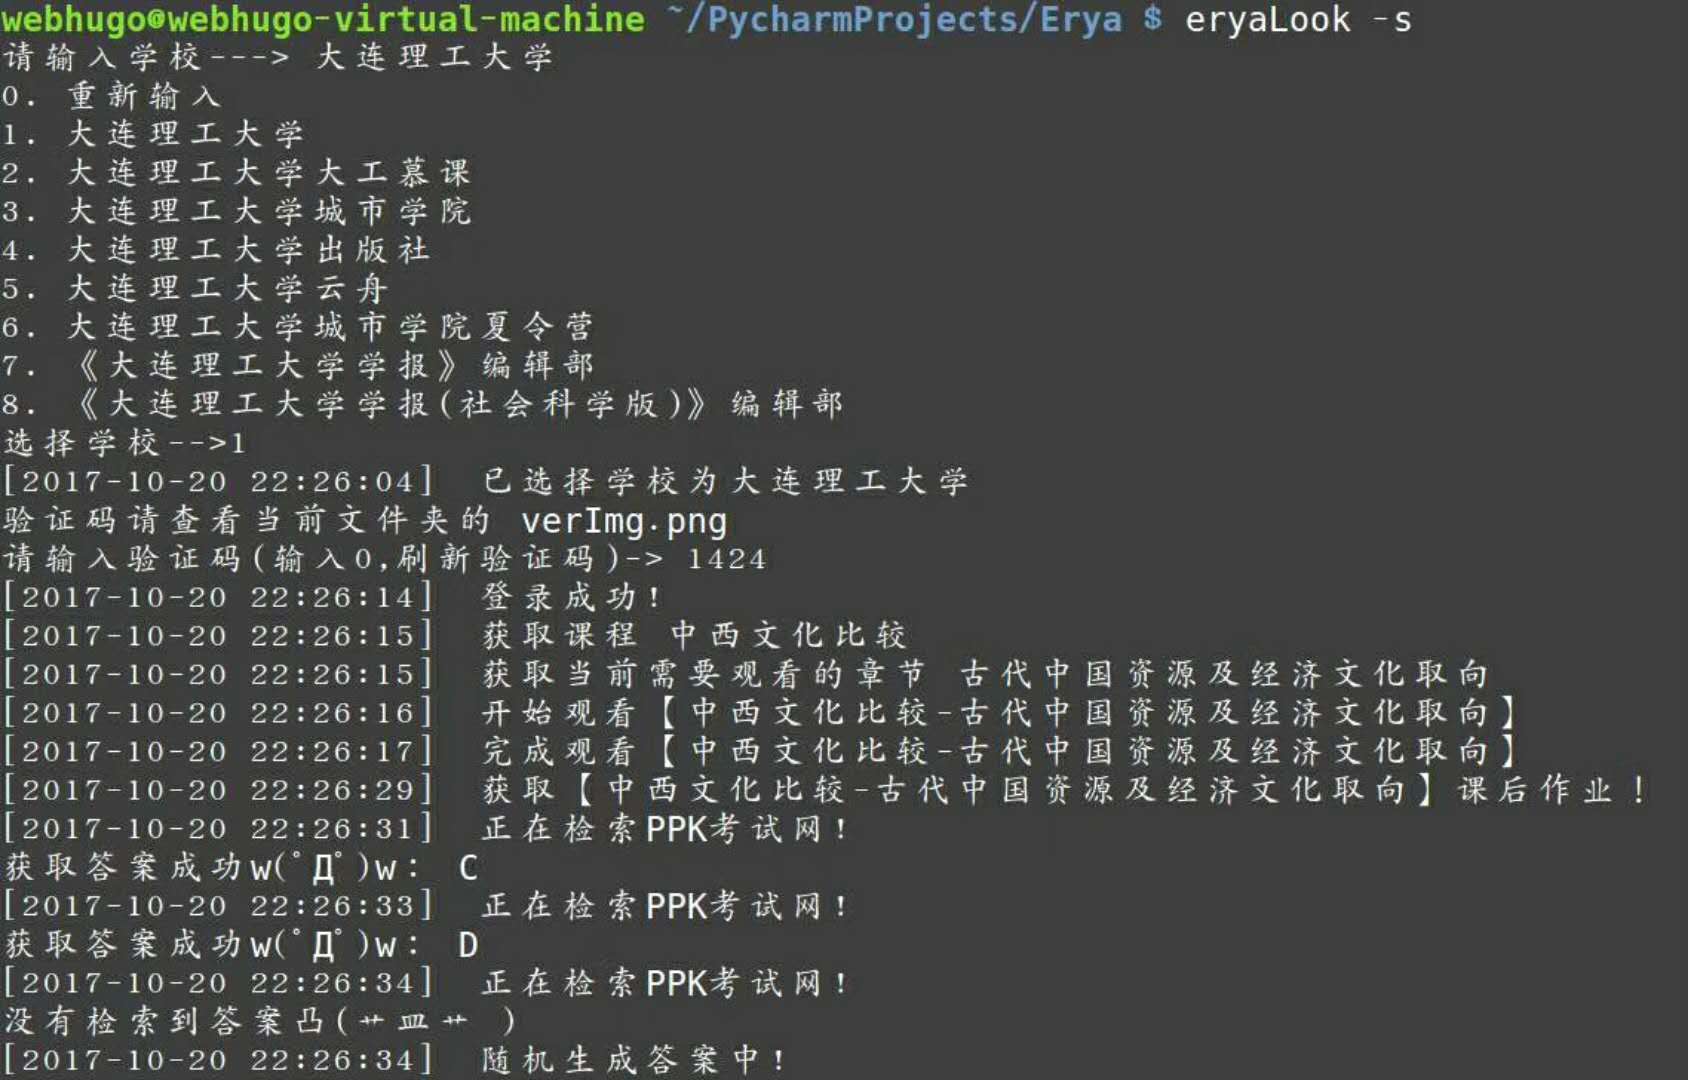 webhugo@webhugo-virtual-machine ~/PycharmProjects/Erya $ eryaLook -s
请输入学校---> 大连理工大学
0. 重新输入
1. 大连理工大学
2. 大连理工大学大工慕课
3. 大连理工大学城市学院
4. 大连理工大学出版社
5. 大连理工大学云舟
6. 大连理工大学城市学院夏令营
7. 《大连理工大学学报》编辑部
8. 《大连理工大学学报(社会科学版)》编辑部
选择学校-->1
[2017-10-20 22:26:04] 已选择学校为大连理工大学
验证码请查看当前文件夹的 verImg.png
请输入验证码(输入0,刷新验证码)-> 1424
[2017-10-20 22:26:14] 登录成功!
[2017-10-20 22:26:15] 获取课程 中西文化比较
[2017-10-20 22:26:15] 获取当前需要观看的章节 古代中国资源及经济文化取向
[2017-10-20 22:26:16] 开始观看【中西文化比较-古代中国资源及经济文化取向】
[2017-10-20 22:26:17] 完成观看【中西文化比较-古代中国资源及经济文化取向】
[2017-10-20 22:26:29] 获取【中西文化比较-古代中国资源及经济文化取向】课后作业!
[2017-10-20 22:26:31] 正在检索PPK考试网!
获取答案成功w(ﾟДﾟ)w: C
[2017-10-20 22:26:33] 正在检索PPK考试网!
获取答案成功w(ﾟДﾟ)w: D
[2017-10-20 22:26:34] 正在检索PPK考试网!
没有检索到答案凸(艹皿艹 )
[2017-10-20 22:26:34] 随机生成答案中!